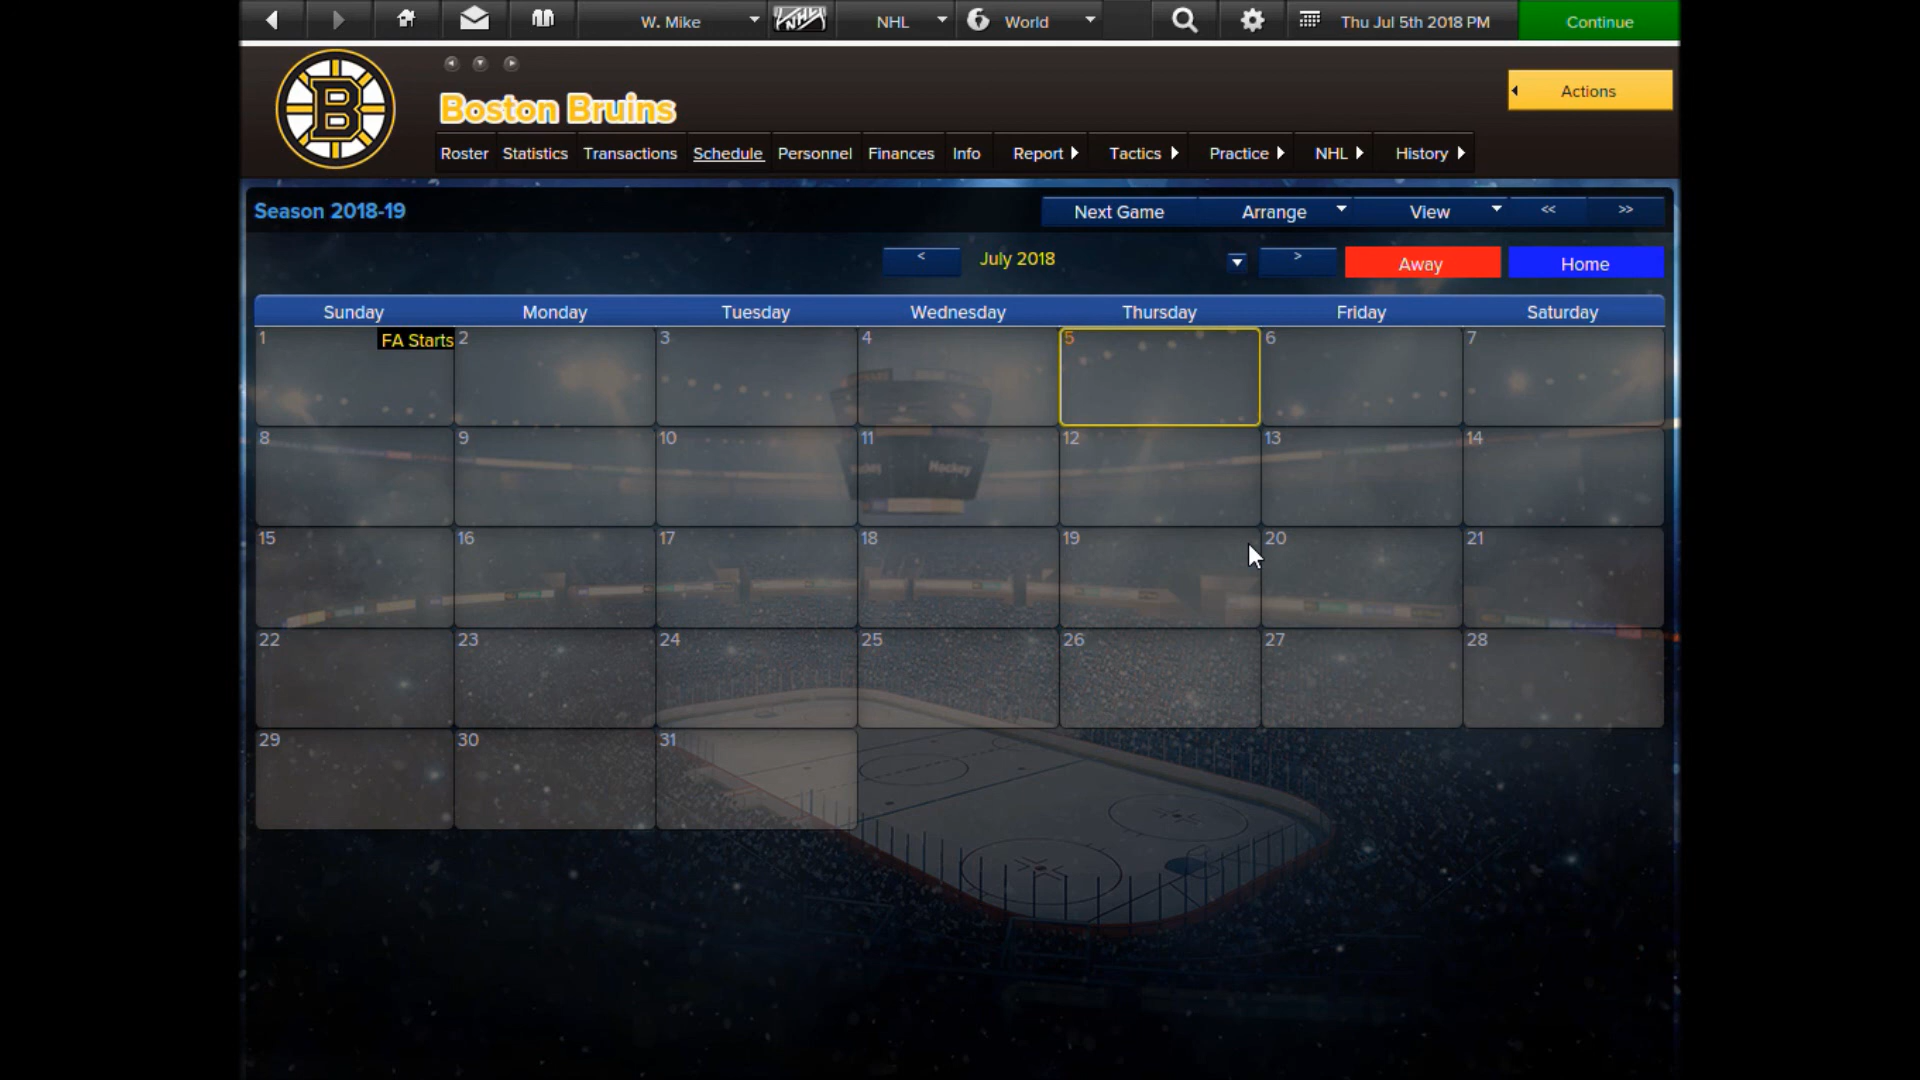 W. Mike NHL NHL World Thu Jul 5th 2018 PM Continue
B
Boston Bruins
Actions
Roster Statistics Transactions Schedule Personnel Finances Info Report Tactics Practice NHL History
Season 2018-19
Next Game Arrange View << >>
< July 2018 > Away Home
Sunday Monday Tuesday Wednesday Thursday Friday Saturday
1 FA Starts 2 3 4 5 6 7
8 9 10 11 12 13 14
Hockey
15 16 17 18 19 20 21
22 23 24 25 26 27 28
29 30 31